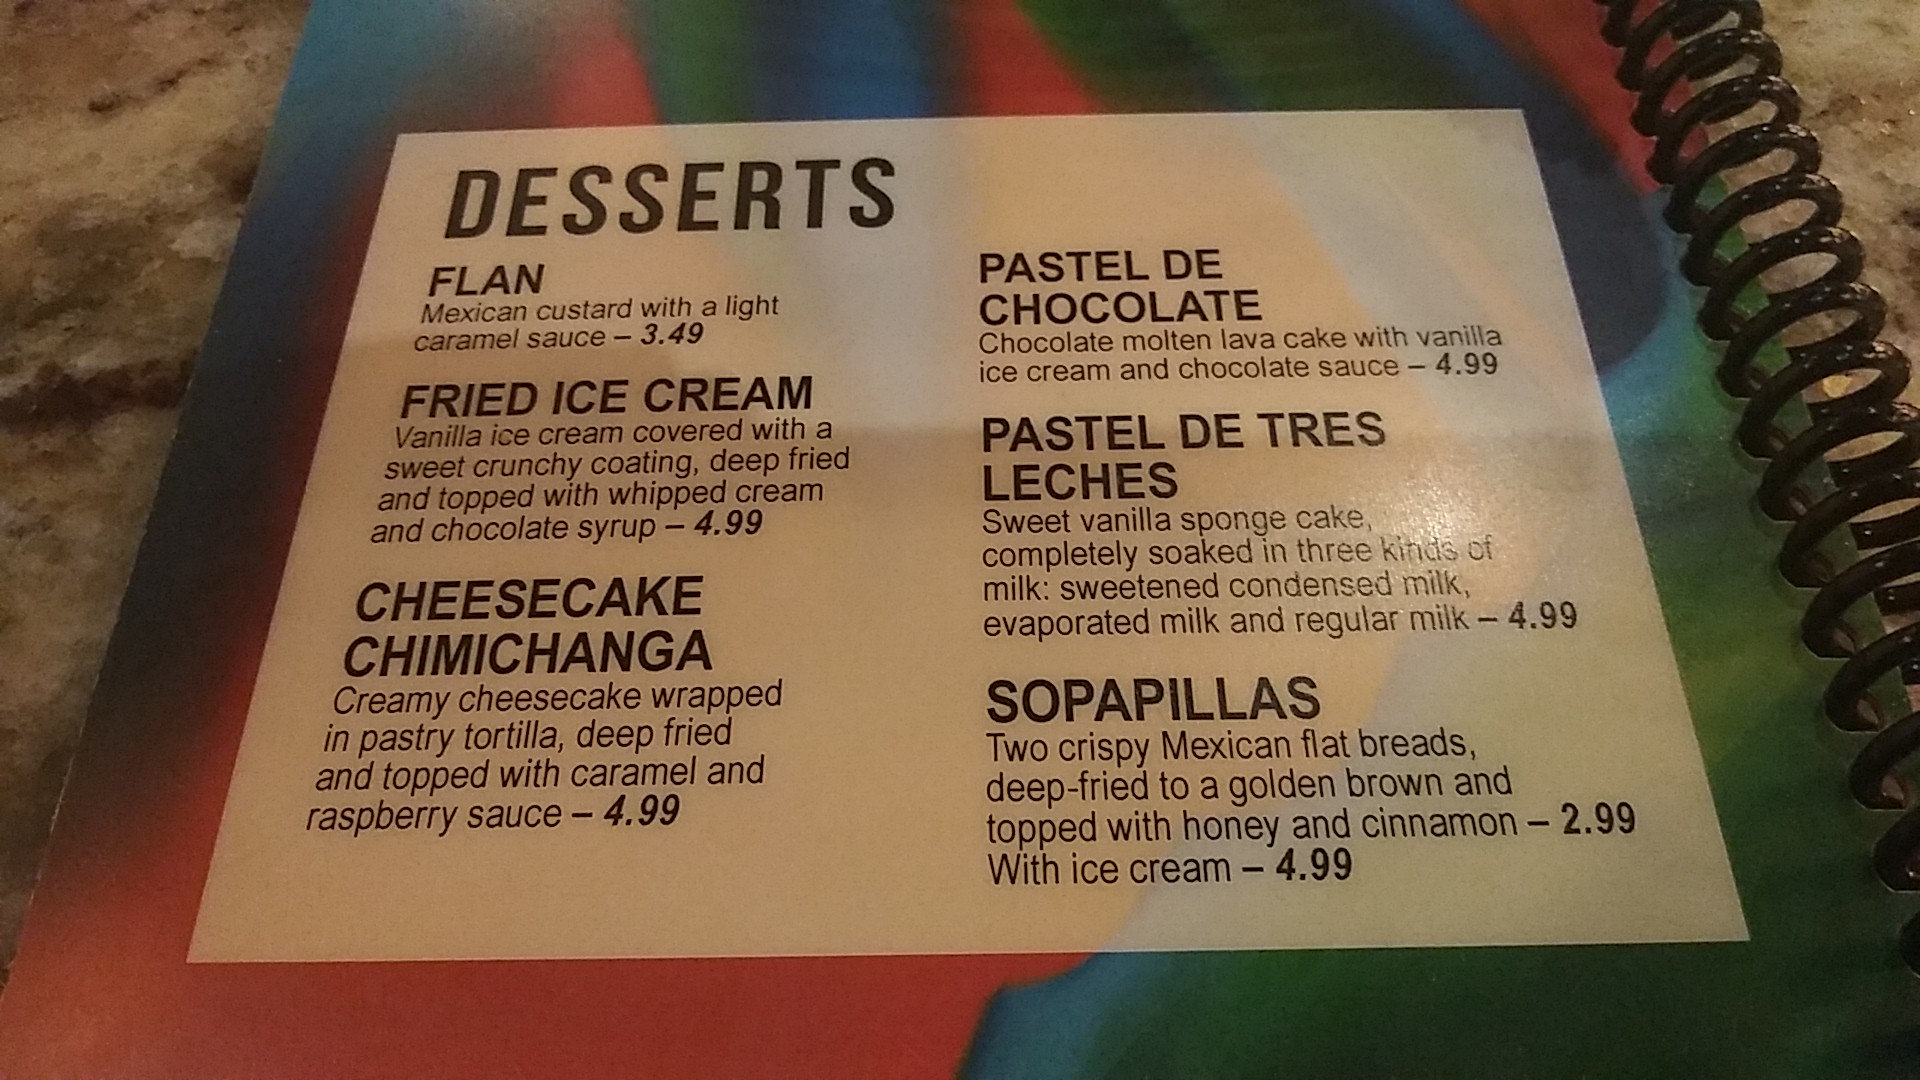 DESSERTS
FLAN
Mexican custard with a light
caramel sauce – 3.49
FRIED ICE CREAM
Vanilla ice cream covered with a
sweet crunchy coating, deep fried
and topped with whipped cream
and chocolate syrup – 4.99
CHEESECAKE
CHIMICHANGA
Creamy cheesecake wrapped
in pastry tortilla, deep fried
and topped with caramel and
raspberry sauce – 4.99
PASTEL DE
CHOCOLATE
Chocolate molten lava cake with vanilla
ice cream and chocolate sauce – 4.99
PASTEL DE TRES
LECHES
Sweet vanilla sponge cake,
completely soaked in three kinds of
milk: sweetened condensed milk,
evaporated milk and regular milk – 4.99
SOPAPILLAS
Two crispy Mexican flat breads,
deep-fried to a golden brown and
topped with honey and cinnamon – 2.99
With ice cream – 4.99